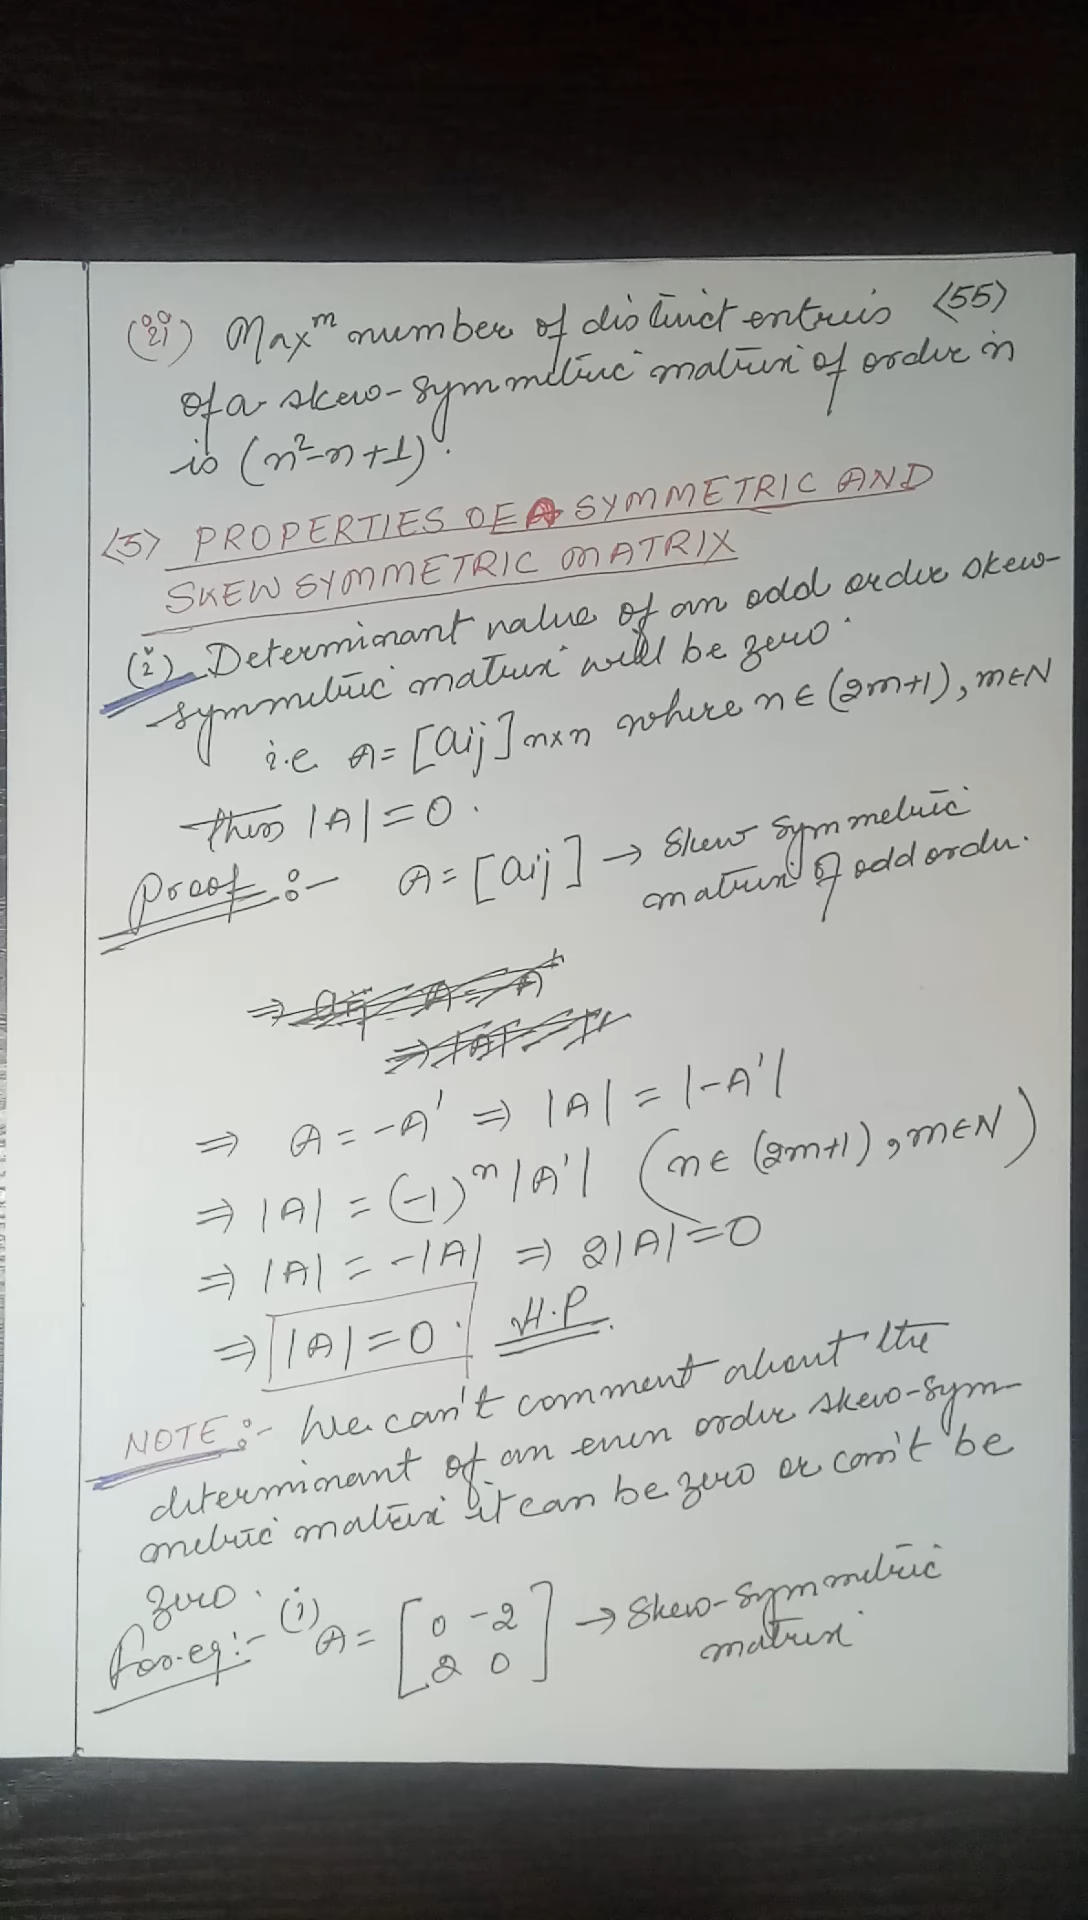 (ii) Maxᵐ number of distinct entries <55>
of a skew-symmetric matrix of order n
is (n²-n+1).
<5> PROPERTIES OF SYMMETRIC AND
SKEW SYMMETRIC MATRIX
(i) Determinant value of an odd order skew-
symmetric matrix will be zero.
i.e A = [aij]n×n where n ∈ (2m+1), m∈N
then |A| = 0.
Proof :- A = [aij] → Skew Symmetric
matrix of odd order.
⇒ A = -A' ⇒ |A| = |-A'|
⇒ |A| = (-1)ⁿ |A'| (n ∈ (2m+1), m∈N)
⇒ |A| = -|A| ⇒ 2|A| = 0
⇒ |A| = 0. H.P.
NOTE :- We can't comment about the
determinant of an even order skew-sym-
metric matrix it can be zero or can't be
zero.
For.eg:- (i) A = [0 -2 → Skew-Symmetric
2 0] matrix